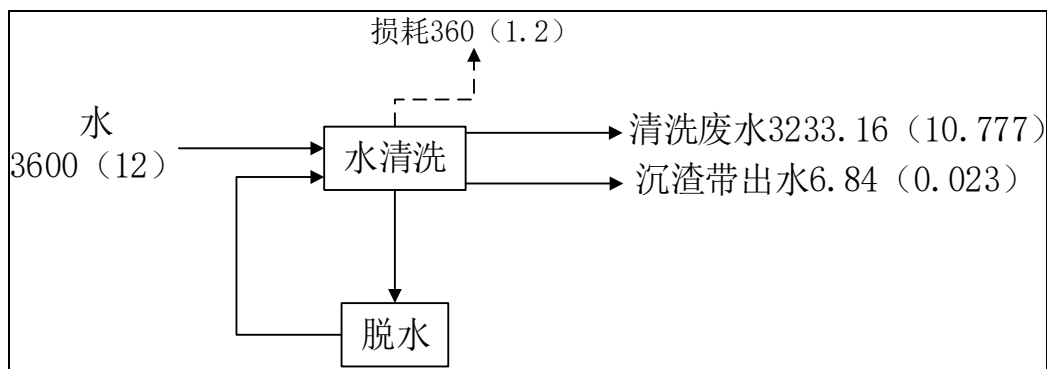 损耗360（1.2）
水
3600（12）
水清洗
清洗废水3233.16（10.777）
沉渣带出水6.84（0.023）
脱水